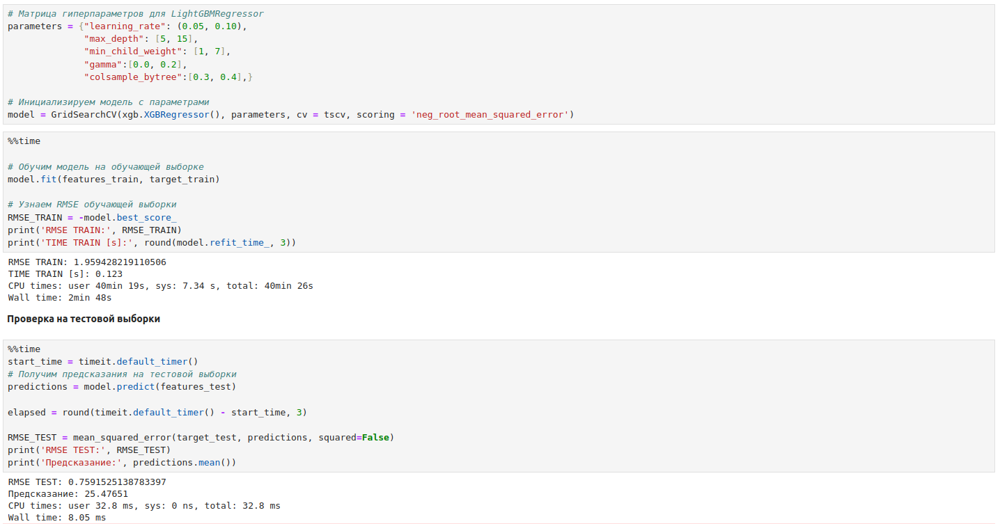 # Матрица гиперпараметров для LightGBMRegressor
parameters = {"learning_rate": (0.05, 0.10),
              "max_depth": [5, 15],
              "min_child_weight": [1, 7],
              "gamma":[0.0, 0.2],
              "colsample_bytree":[0.3, 0.4],}
# Инициализируем модель с параметрами
model = GridSearchCV(xgb.XGBRegressor(), parameters, cv = tscv, scoring = 'neg_root_mean_squared_error')
%%time
# Обучим модель на обучающей выборке
model.fit(features_train, target_train)
# Узнаем RMSE обучающей выборки
RMSE_TRAIN = -model.best_score_
print('RMSE TRAIN:', RMSE_TRAIN)
print('TIME TRAIN [s]:', round(model.refit_time_, 3))
RMSE TRAIN: 1.959428219110506
TIME TRAIN [s]: 0.123
CPU times: user 40min 19s, sys: 7.34 s, total: 40min 26s
Wall time: 2min 48s
Проверка на тестовой выборки
%%time
start_time = timeit.default_timer()
# Получим предсказания на тестовой выборки
predictions = model.predict(features_test)
elapsed = round(timeit.default_timer() - start_time, 3)
RMSE_TEST = mean_squared_error(target_test, predictions, squared=False)
print('RMSE TEST:', RMSE_TEST)
print('Предсказание:', predictions.mean())
RMSE TEST: 0.7591525138783397
Предсказание: 25.47651
CPU times: user 32.8 ms, sys: 0 ns, total: 32.8 ms
Wall time: 8.05 ms